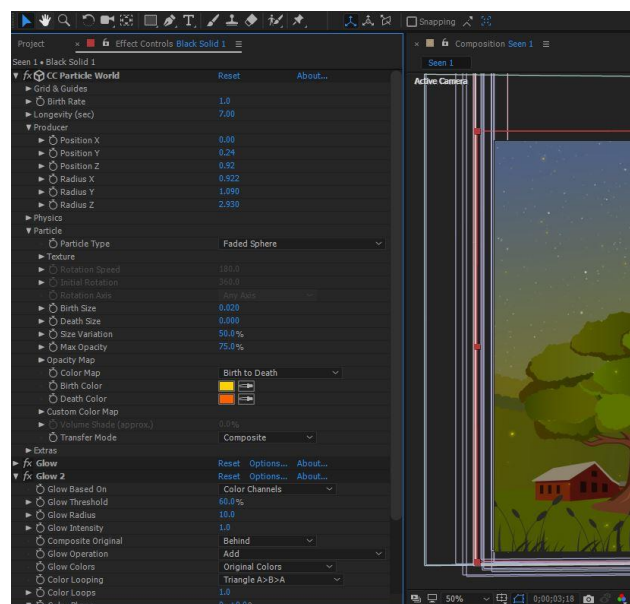 Snapping
Project × Effect Controls Black Solid 1 ≡
× Composition Seen 1 ≡
Seen 1 • Black Solid 1
Seen 1
fx CC Particle World Reset About...
Active Camera
Grid & Guides
Birth Rate 1.0
Longevity (sec) 7.00
Producer
Position X 0.00
Position Y 0.24
Position Z 0.92
Radius X 0.922
Radius Y 1.090
Radius Z 2.930
Physics
Particle
Particle Type Faded Sphere
Texture
Rotation Speed 180.0
Initial Rotation 360.0
Rotation Axis Any Axis
Birth Size 0.020
Death Size 0.000
Size Variation 50.0%
Max Opacity 75.0%
Opacity Map
Color Map Birth to Death
Birth Color
Death Color
Custom Color Map
Volume Shade (approx.) 0.0%
Transfer Mode Composite
Extras
fx Glow Reset Options... About...
fx Glow 2 Reset Options... About...
Glow Based On Color Channels
Glow Threshold 60.0%
Glow Radius 10.0
Glow Intensity 1.0
Composite Original Behind
Glow Operation Add
Glow Colors Original Colors
Color Looping Triangle A>B>A
Color Loops 1.0
50% 0;00;03;18